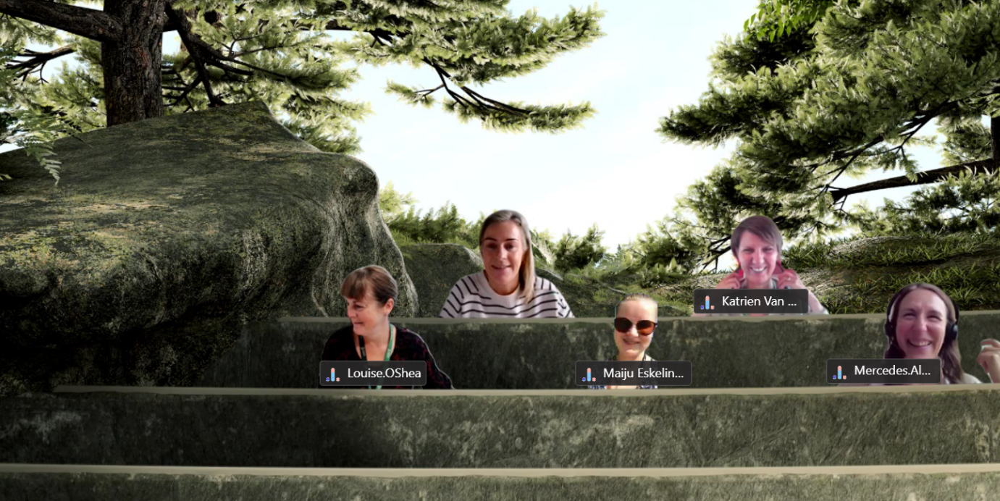 Katrien Van ...
Louise.OShea
Maiju Eskelin...
Mercedes.Al...